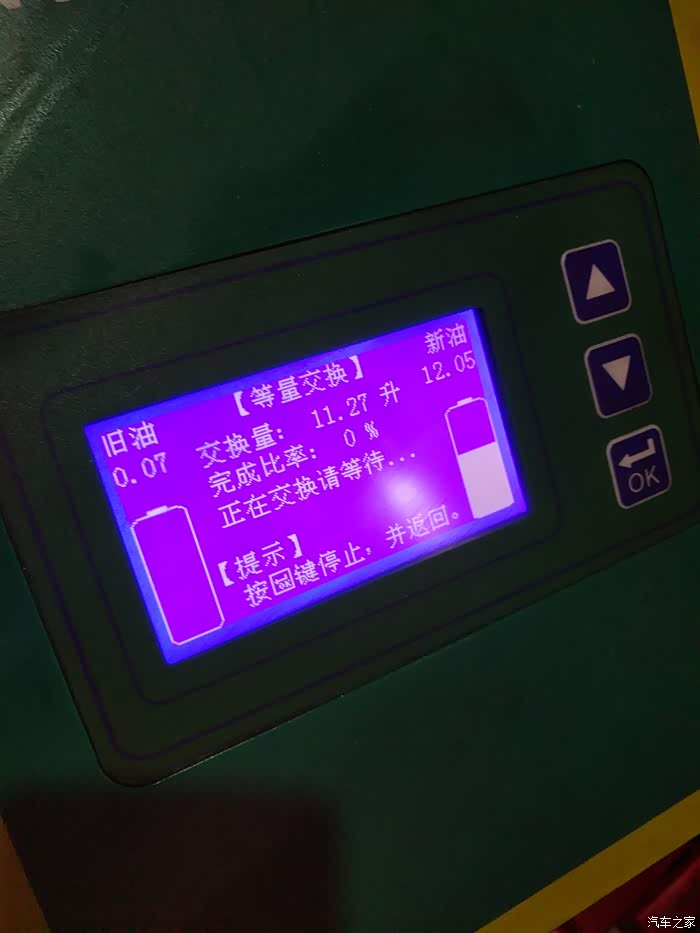 【等量交换】
旧油
0.07
新油
12.05
交换量: 11.27 升
完成比率: 0 %
正在交换请等待...
【提示】
按OK键停止,并返回。
OK
汽车之家